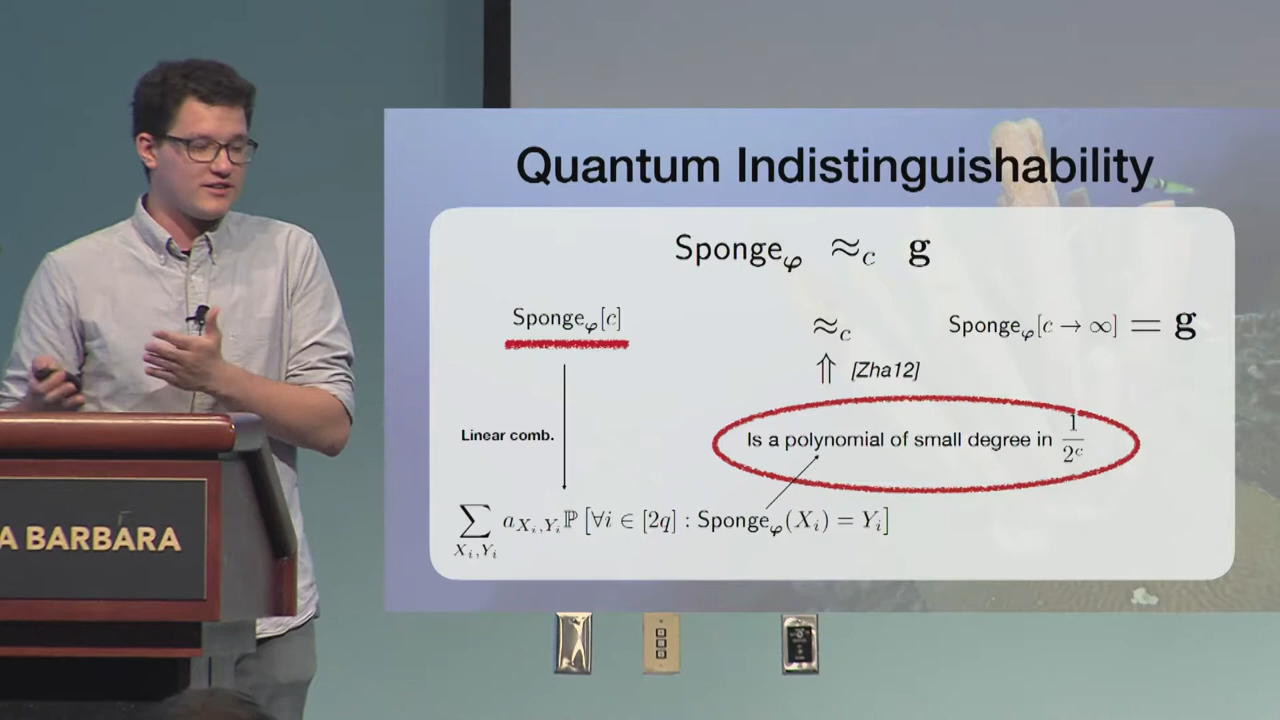 Quantum Indistinguishability
Sponge_φ ≈_c g
Sponge_φ[c] ≈_c Sponge_φ[c → ∞] = g
⇑ [Zha12]
Linear comb.
Is a polynomial of small degree in 1/2^c
∑_{X_i,Y_i} a_{X_i,Y_i} ℙ [∀i ∈ [2q] : Sponge_φ(X_i) = Y_i]
A BARBARA